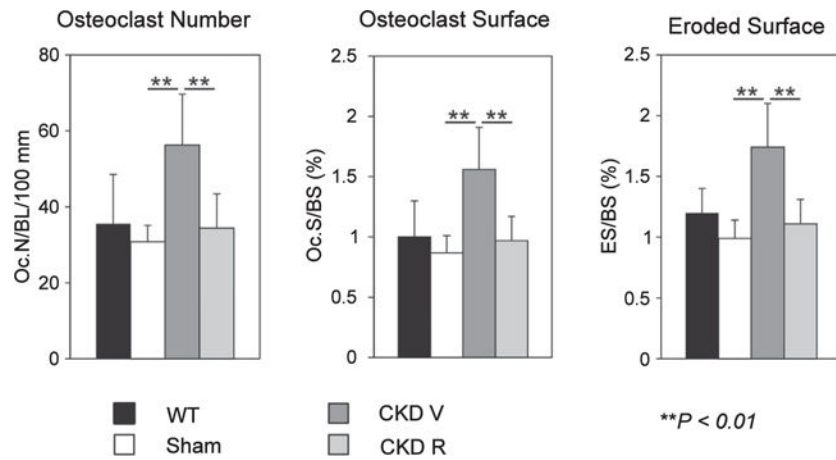 Osteoclast Number
Osteoclast Surface
Eroded Surface
Oc.N/BL/100 mm
80
60
40
20
0
** **
Oc.S/BS (%)
2.5
2
1.5
1
0.5
0
** **
ES/BS (%)
2.5
2
1.5
1
0.5
0
** **
WT
Sham
CKD V
CKD R
**P < 0.01